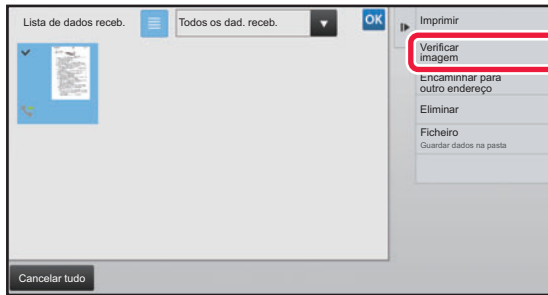 Lista de dados receb.
Todos os dad. receb.
OK
Imprimir
Verificar
imagem
Encaminhar para
outro endereço
Eliminar
Ficheiro
Guardar dados na pasta
Cancelar tudo